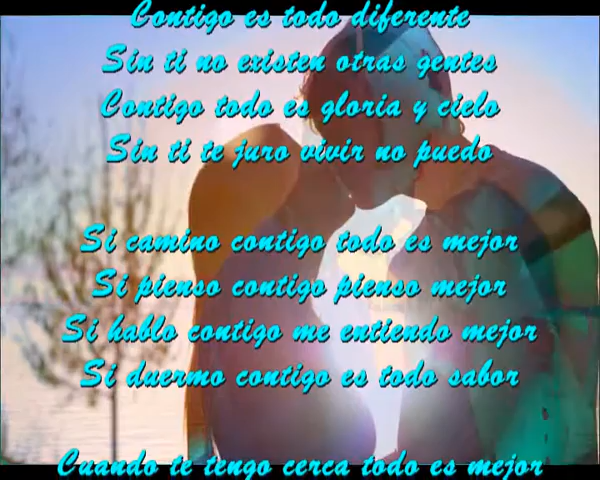 Contigo es todo diferente
Sin ti no existen otras gentes
Contigo todo es gloria y cielo
Sin ti te juro vivir no puedo
Si camino contigo todo es mejor
Si pienso contigo pienso mejor
Si hablo contigo me entiendo mejor
Si duermo contigo es todo sabor
Cuando te tengo cerca todo es mejor